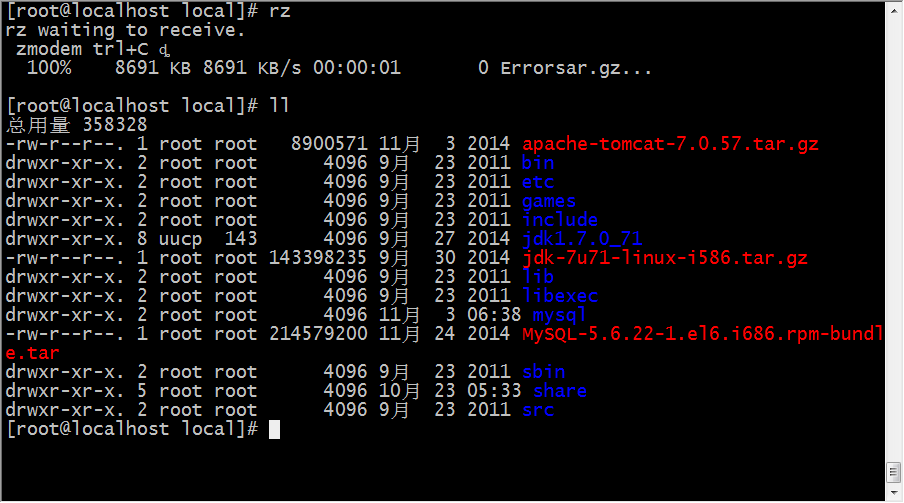 [root@localhost local]# rz
rz waiting to receive.
 zmodem trl+C ȡ
  100%    8691 KB 8691 KB/s 00:00:01       0 Errorsar.gz...

[root@localhost local]# ll
总用量 358328
-rw-r--r--. 1 root root   8900571 11月  3 2014 apache-tomcat-7.0.57.tar.gz
drwxr-xr-x. 2 root root      4096 9月  23 2011 bin
drwxr-xr-x. 2 root root      4096 9月  23 2011 etc
drwxr-xr-x. 2 root root      4096 9月  23 2011 games
drwxr-xr-x. 2 root root      4096 9月  23 2011 include
drwxr-xr-x. 8 uucp  143      4096 9月  27 2014 jdk1.7.0_71
-rw-r--r--. 1 root root 143398235 9月  30 2014 jdk-7u71-linux-i586.tar.gz
drwxr-xr-x. 2 root root      4096 9月  23 2011 lib
drwxr-xr-x. 2 root root      4096 9月  23 2011 libexec
drwxr-xr-x. 2 root root      4096 11月  3 06:38 mysql
-rw-r--r--. 1 root root 214579200 11月 24 2014 MySQL-5.6.22-1.el6.i686.rpm-bundl
e.tar
drwxr-xr-x. 2 root root      4096 9月  23 2011 sbin
drwxr-xr-x. 5 root root      4096 10月 23 05:33 share
drwxr-xr-x. 2 root root      4096 9月  23 2011 src
[root@localhost local]#